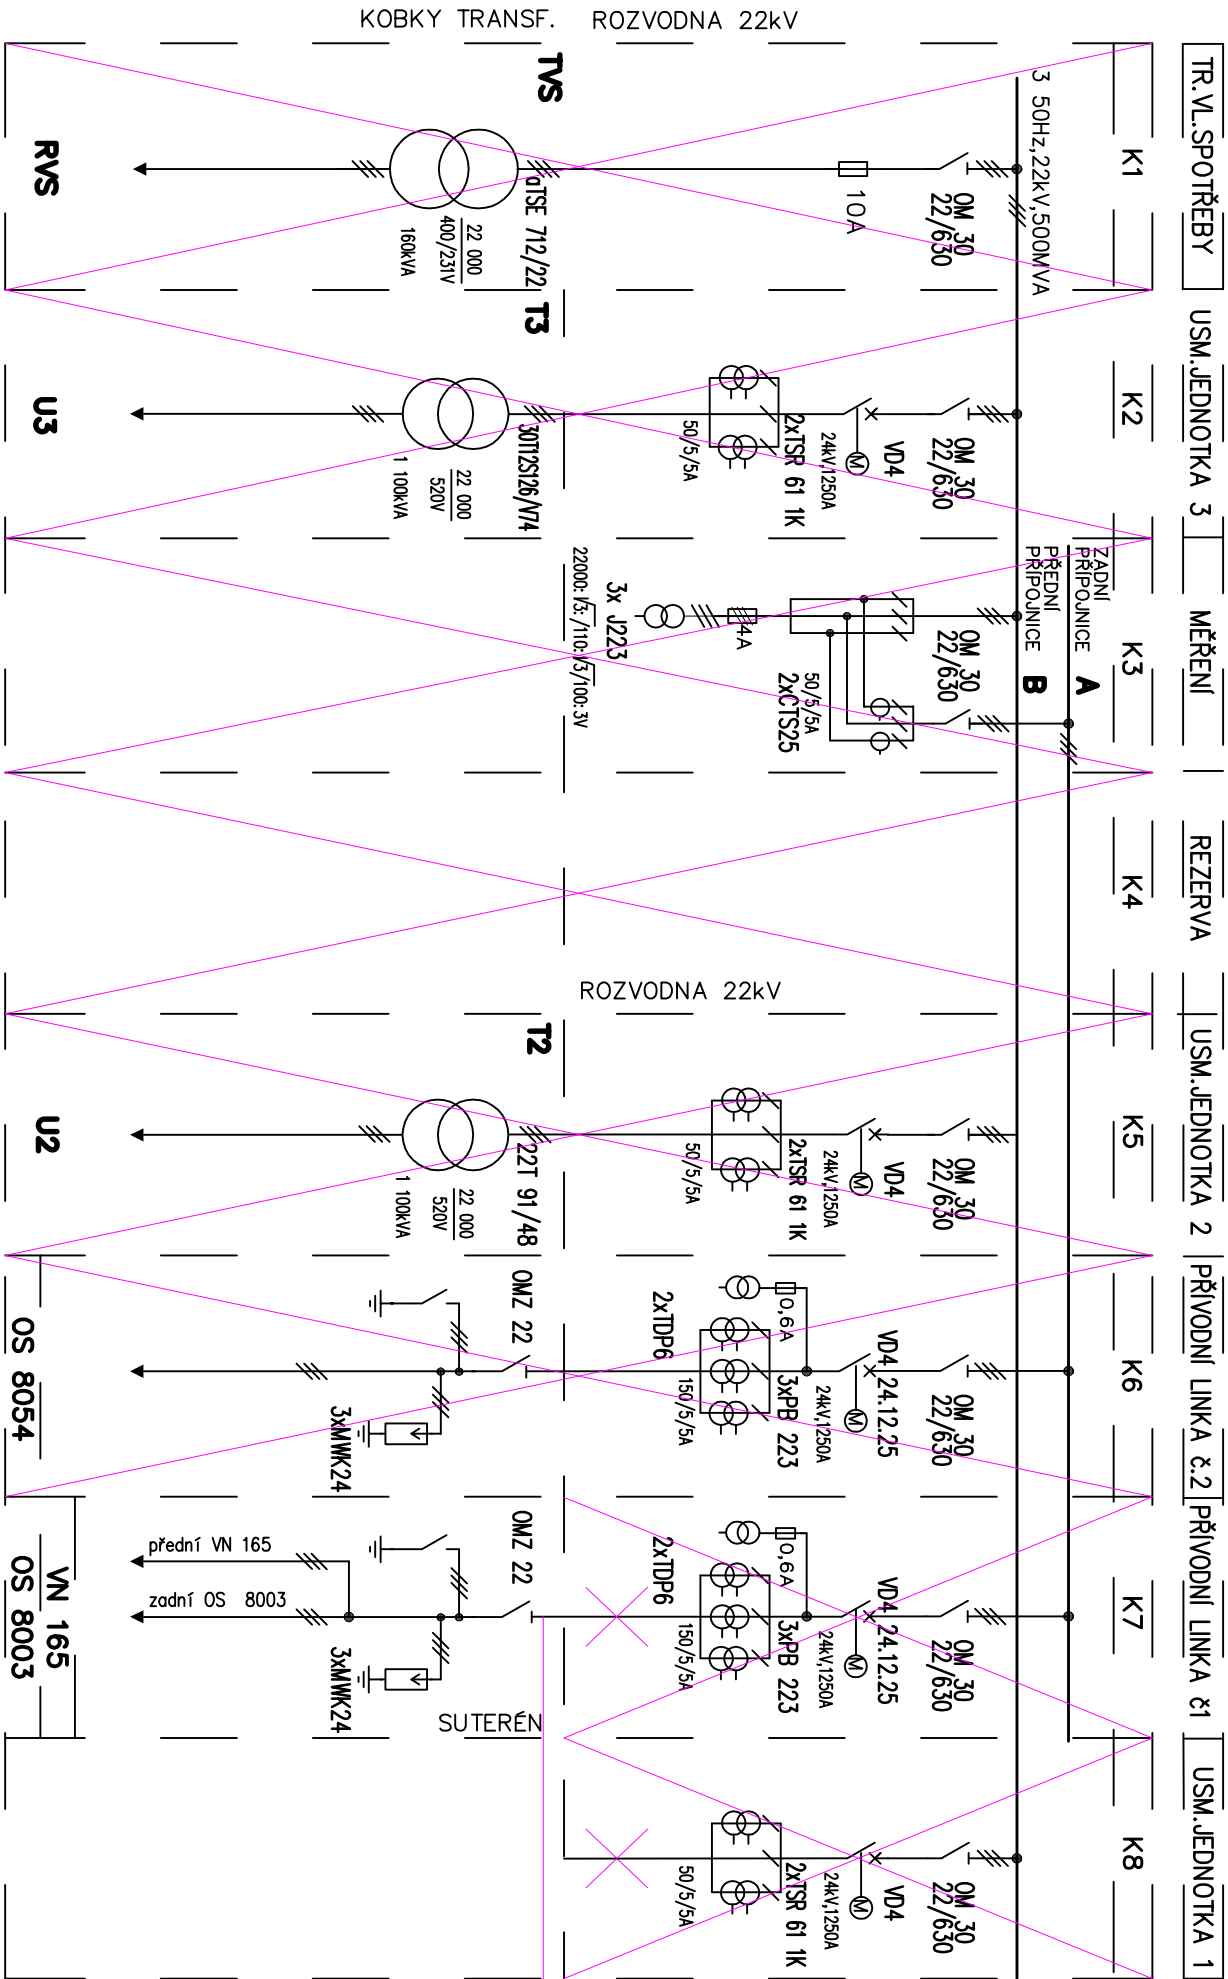 KOBKY TRANSF.
ROZVODNA 22kV
TR.VL.SPOTŘEBY
K1
3 50Hz,22kV,500MVA
OM 30
22/630
10A
TVS
aTSE 712/22
22 000
400/231V
160kVA
RVS
USM.JEDNOTKA 3
K2
OM 30
22/630
VD4
24kV,1250A
M
2xTSR 61 1K
50/5/5A
T3
30T12S126/V74
22 000
520V
1 100kVA
U3
MĚŘENÍ
K3
ZADNÍ
PŘÍPOJNICE
A
PŘEDNÍ
PŘÍPOJNICE
B
OM 30
22/630
50/5/5A
2xCTS25
4A
3x J223
22000:√3:/110:√3/100:3V
REZERVA
K4
ROZVODNA 22kV
USM.JEDNOTKA 2
K5
OM 30
22/630
VD4
24kV,1250A
M
2xTSR 61 1K
50/5/5A
T2
22T 91/48
22 000
520V
1 100kVA
U2
PŘÍVODNÍ LINKA č.2
K6
OM 30
22/630
VD4 24.12.25
24kV,1250A
M
0,6A
3xPB 223
2xTDP6
150/5/5A
OMZ 22
3xMWK24
OS 8054
PŘÍVODNÍ LINKA č1
K7
OM 30
22/630
VD4 24.12.25
24kV,1250A
M
0,6A
3xPB 223
2xTDP6
150/5/5A
OMZ 22
3xMWK24
přední VN 165
zadní OS 8003
VN 165
OS 8003
SUTERÉN
USM.JEDNOTKA 1
K8
OM 30
22/630
VD4
24kV,1250A
M
2xTSR 61 1K
50/5/5A